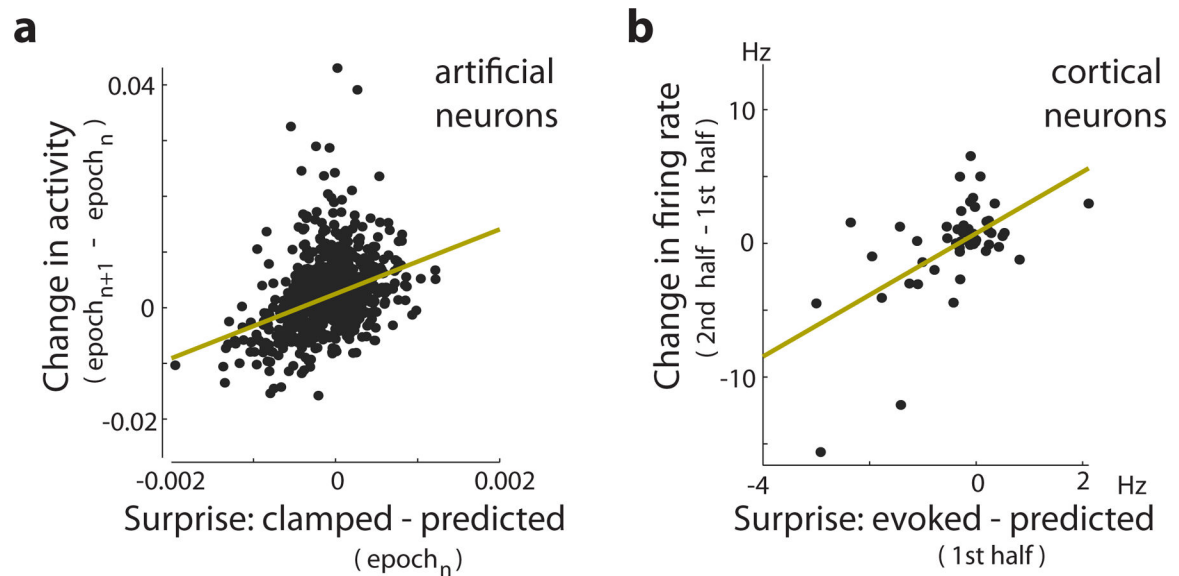 a
artificial
neurons
0.04
0
-0.02
Change in activity
( epochn+1 - epochn )
-0.002
0
0.002
Surprise: clamped - predicted
( epochn )
b
Hz
cortical
neurons
10
0
-10
Change in firing rate
( 2nd half - 1st half )
-4
0
2
Hz
Surprise: evoked - predicted
( 1st half )